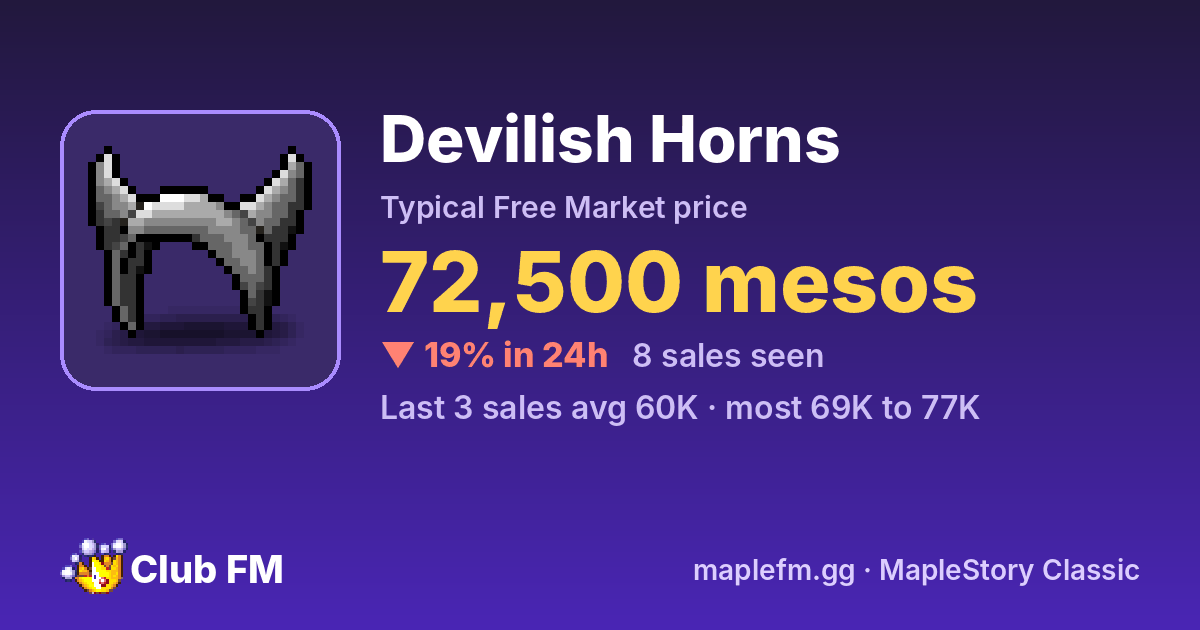 Devilish Horns
Typical Free Market price
72,500 mesos
▼ 19% in 24h 8 sales seen
Last 3 sales avg 60K · most 69K to 77K
Club FM
maplefm.gg · MapleStory Classic